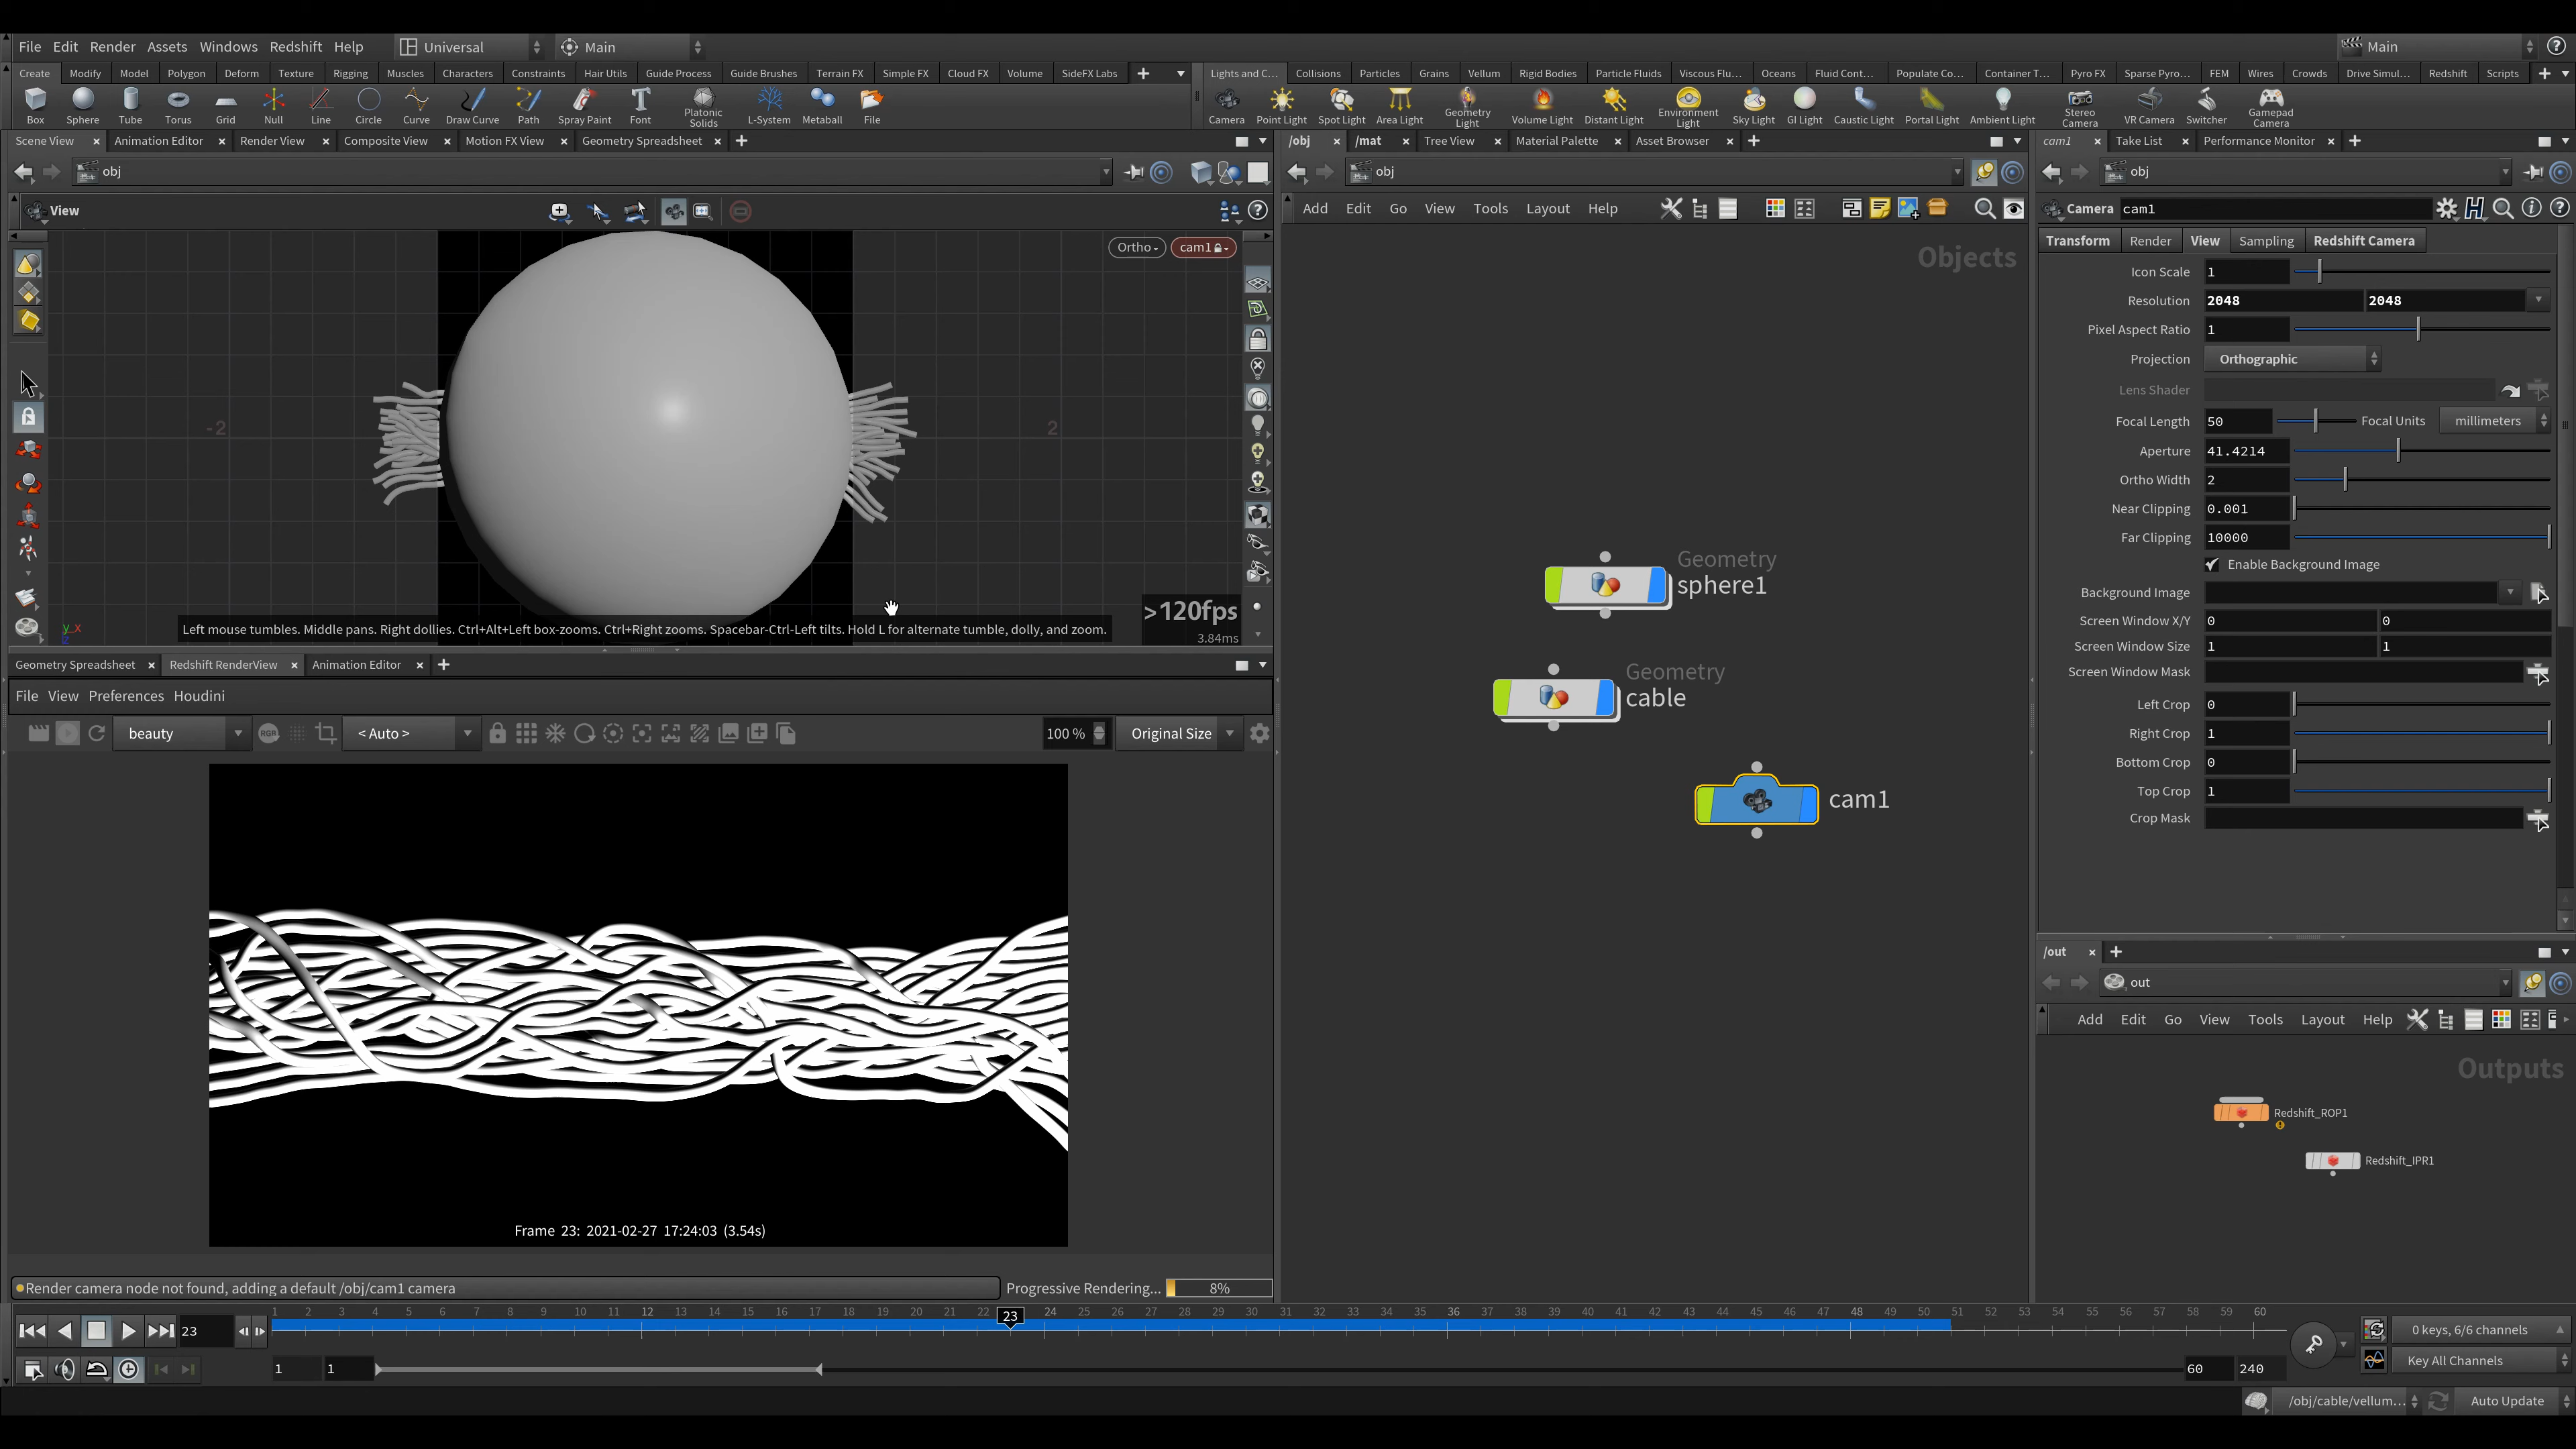 File Edit Render Assets Windows Redshift Help Universal Main Main
Create Modify Model Polygon Deform Texture Rigging Muscles Characters Constraints Hair Utils Guide Process Guide Brushes Terrain FX Simple FX Cloud FX Volume SideFX Labs
Lights and C... Collisions Particles Grains Vellum Rigid Bodies Particle Fluids Viscous Flu... Oceans Fluid Cont... Populate Co... Container T... Pyro FX Sparse Pyro... FEM Wires Crowds Drive Simul... Redshift Scripts
Box Sphere Tube Torus Grid Null Line Circle Curve Draw Curve Path Spray Paint Font Platonic Solids L-System Metaball File
Camera Point Light Spot Light Area Light Geometry Light Volume Light Distant Light Environment Light Sky Light GI Light Caustic Light Portal Light Ambient Light Stereo Camera VR Camera Switcher Gamepad Camera
Scene View Animation Editor Render View Composite View Motion FX View Geometry Spreadsheet
obj
View
Ortho cam1
-2
2
>120fps
3.84ms
Left mouse tumbles. Middle pans. Right dollies. Ctrl+Alt+Left box-zooms. Ctrl+Right zooms. Spacebar-Ctrl-Left tilts. Hold L for alternate tumble, dolly, and zoom.
y x
z
Geometry Spreadsheet Redshift RenderView Animation Editor
File View Preferences Houdini
RGB
beauty < Auto > 100 % Original Size
Frame 23: 2021-02-27 17:24:03 (3.54s)
Render camera node not found, adding a default /obj/cam1 camera Progressive Rendering... 8%
/obj /mat Tree View Material Palette Asset Browser
obj
Add Edit Go View Tools Layout Help
Objects
Geometry
sphere1
Geometry
cable
cam1
cam1 Take List Performance Monitor
obj
Camera cam1
Transform Render View Sampling Redshift Camera
Icon Scale 1
Resolution 2048 2048
Pixel Aspect Ratio 1
Projection Orthographic
Lens Shader
Focal Length 50 Focal Units millimeters
Aperture 41.4214
Ortho Width 2
Near Clipping 0.001
Far Clipping 10000
Enable Background Image
Background Image
Screen Window X/Y 0 0
Screen Window Size 1 1
Screen Window Mask
Left Crop 0
Right Crop 1
Bottom Crop 0
Top Crop 1
Crop Mask
/out
out
Add Edit Go View Tools Layout Help
Outputs
Redshift_ROP1
Redshift_IPR1
1 2 3 4 5 6 7 8 9 10 11 12 13 14 15 16 17 18 19 20 21 22 23 24 25 26 27 28 29 30 31 32 33 34 35 36 37 38 39 40 41 42 43 44 45 46 47 48 49 50 51 52 53 54 55 56 57 58 59 60
23
0 keys, 6/6 channels
1 1 60 240
Key All Channels
/obj/cable/vellum... Auto Update